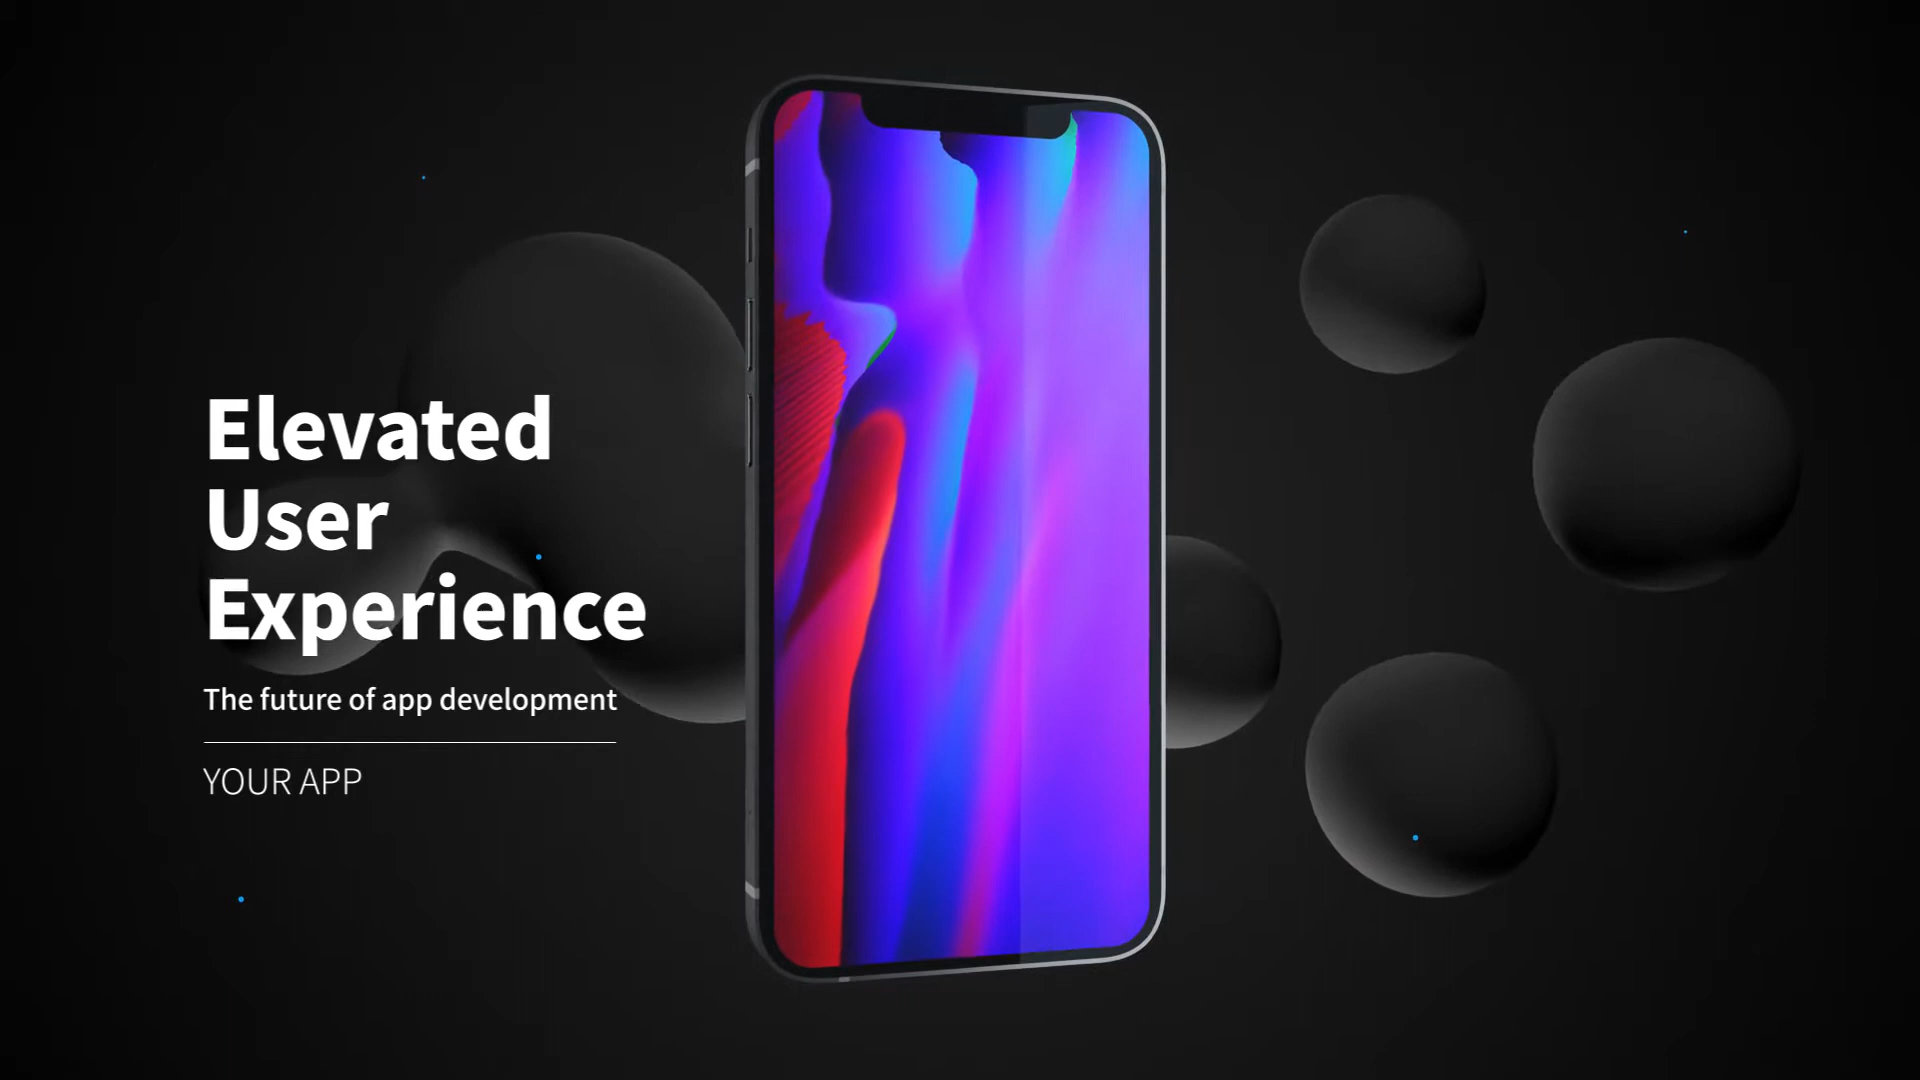 Elevated
User
Experience
The future of app development
YOUR APP